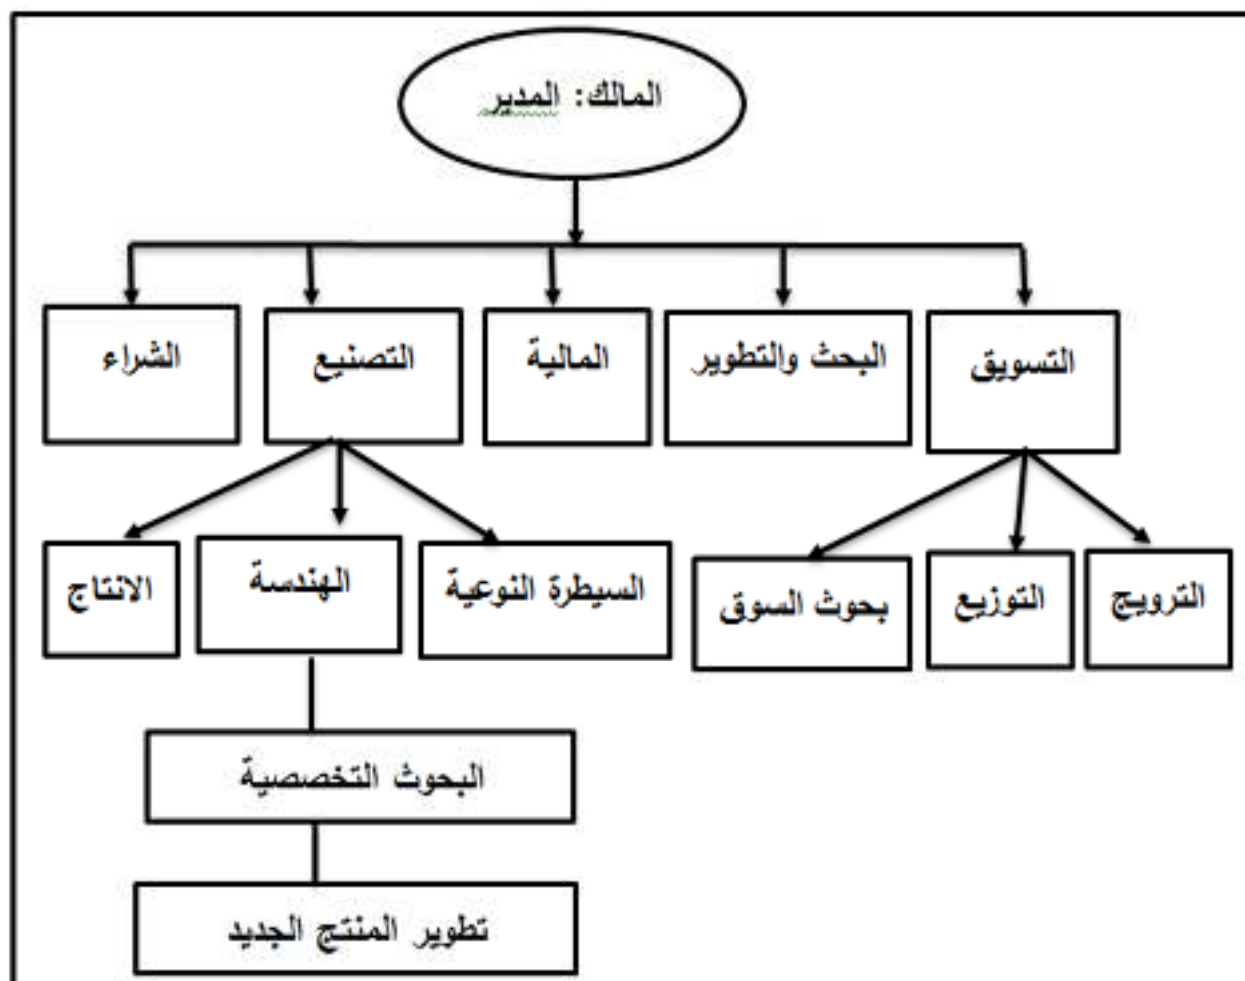 المالك: المدير
التسويق
البحث والتطوير
المالية
التصنيع
الشراء
الترويج
التوزيع
بحوث السوق
السيطرة النوعية
الهندسة
الانتاج
البحوث التخصصية
تطوير المنتج الجديد